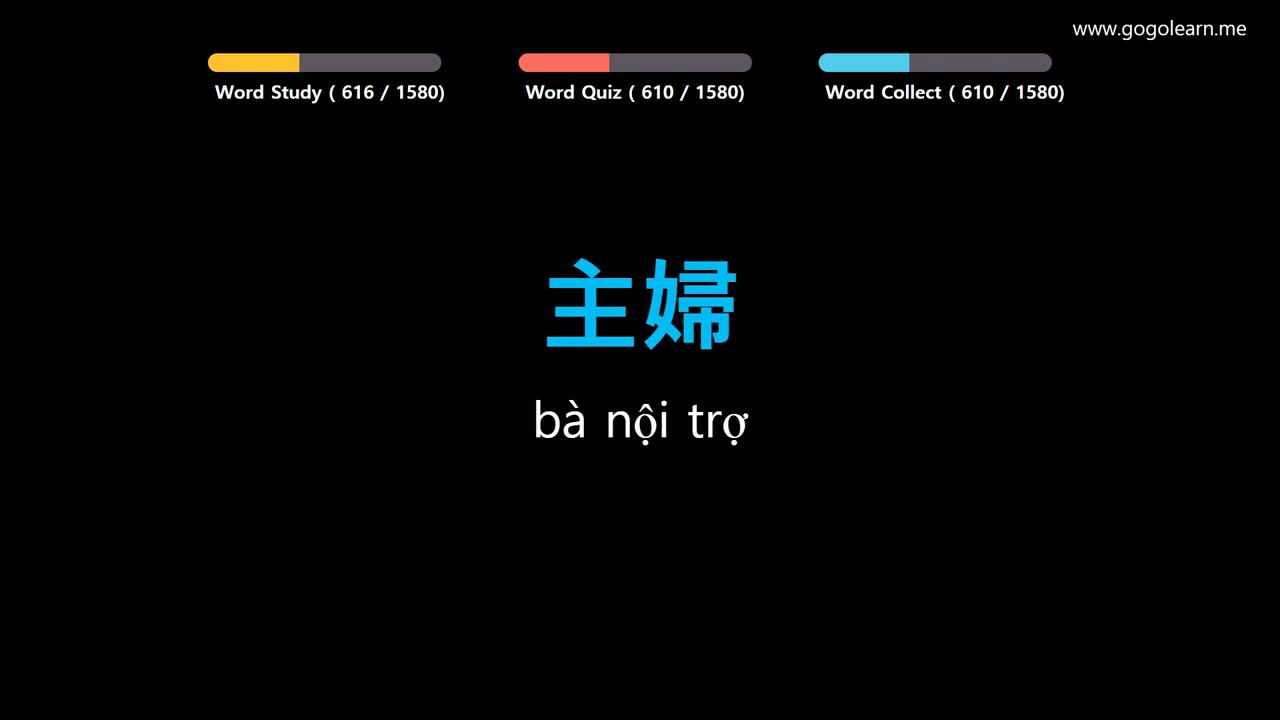 www.gogolearn.me
Word Study ( 616 / 1580)
Word Quiz ( 610 / 1580)
Word Collect ( 610 / 1580)
主婦
bà nội trợ